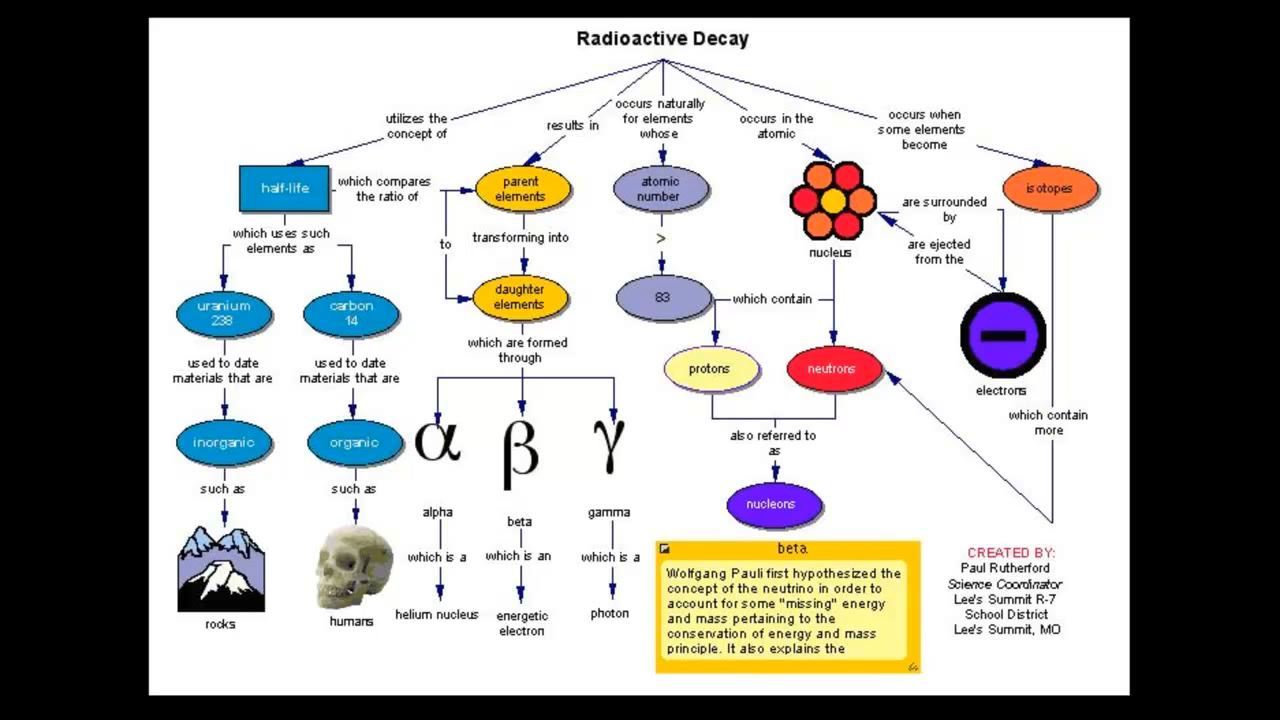 Radioactive Decay
utilizes the
concept of
results in
occurs naturally
for elements
whose
occurs in the
atomic
occurs when
some elements
become
half-life
which compares
the ratio of
parent
elements
atomic
number
nucleus
isotopes
are surrounded
by
are ejected
from the
which uses such
elements as
to
transforming into
>
uranium
238
carbon
14
daughter
elements
83
which contain
electrons
used to date
materials that are
used to date
materials that are
which are formed
through
protons
neutrons
which contain
more
inorganic
organic
α
β
γ
also referred to
as
nucleons
such as
such as
alpha
beta
gamma
which is a
which is an
which is a
rocks
humans
helium nucleus
energetic
electron
photon
beta
Wolfgang Pauli first hypothesized the
concept of the neutrino in order to
account for some "missing" energy
and mass pertaining to the
conservation of energy and mass
principle. It also explains the
CREATED BY:
Paul Rutherford
Science Coordinator
Lee's Summit R-7
School District
Lee's Summit, MO